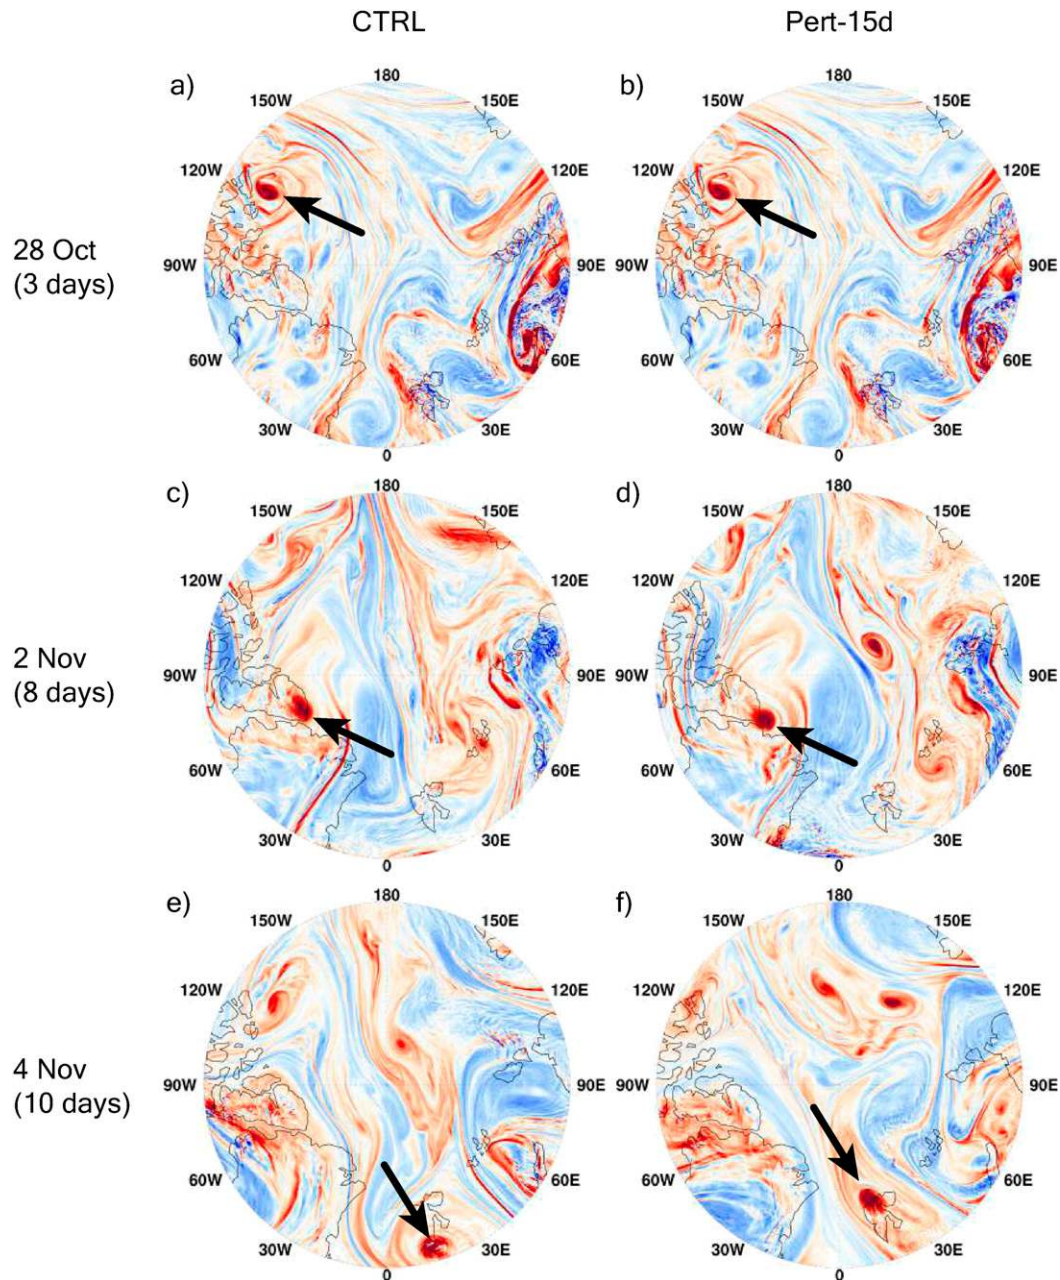 CTRL Pert-15d
a) b)
180 180
150W 150E 150W 150E
120W 120E 120W 120E
28 Oct
(3 days)
90W 90E 90W 90E
60W 60E 60W 60E
30W 30E 30W 30E
0 0
c) d)
180 180
150W 150E 150W 150E
120W 120E 120W 120E
2 Nov
(8 days)
90W 90E 90W 90E
60W 60E 60W 60E
30W 30E 30W 30E
0 0
e) f)
180 180
150W 150E 150W 150E
120W 120E 120W 120E
4 Nov
(10 days)
90W 90E 90W 90E
60W 60E 60W 60E
30W 30E 30W 30E
0 0